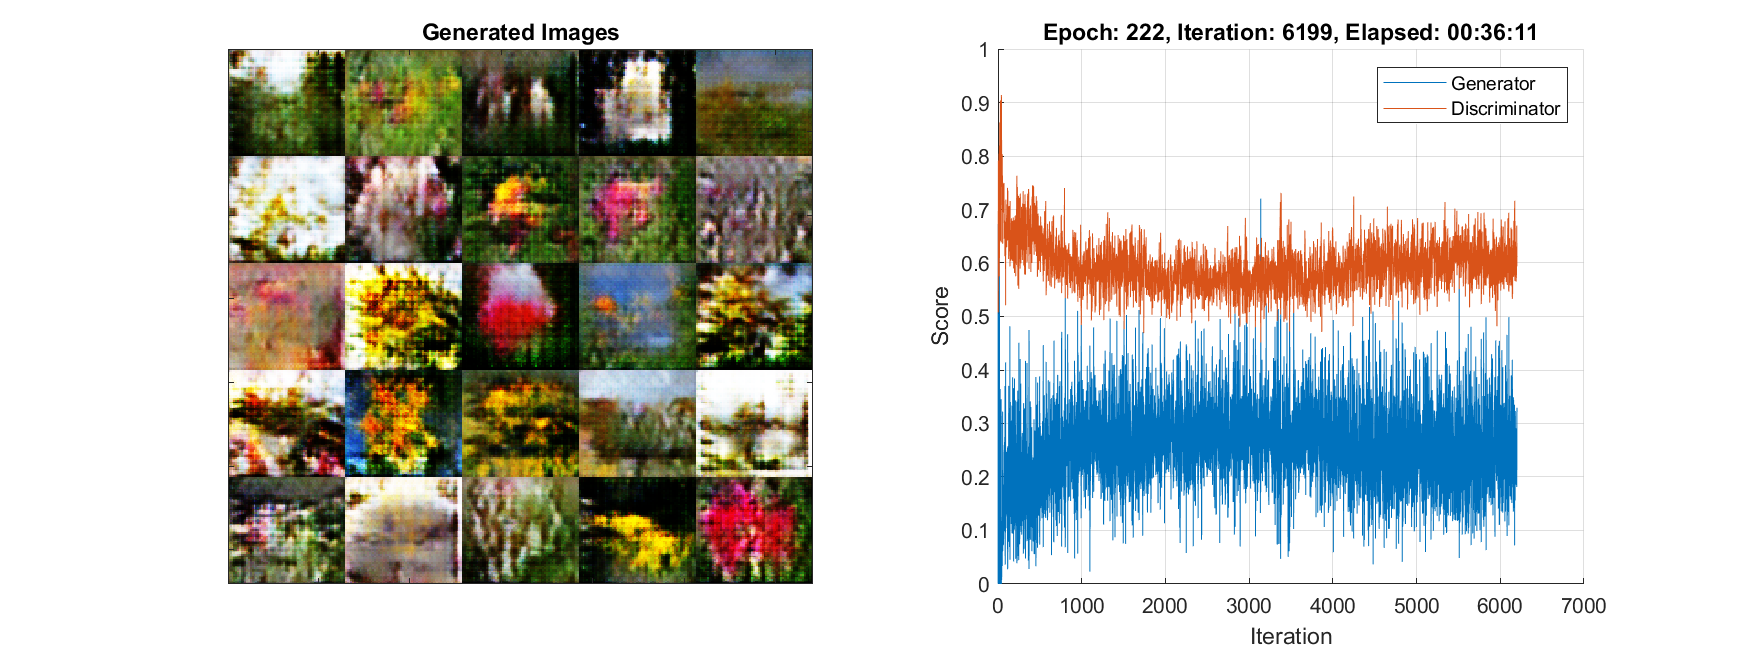 Generated Images
Epoch: 222, Iteration: 6199, Elapsed: 00:36:11
Generator
Discriminator
1
0.9
0.8
0.7
0.6
0.5
0.4
0.3
0.2
0.1
0
Score
0 1000 2000 3000 4000 5000 6000 7000
Iteration